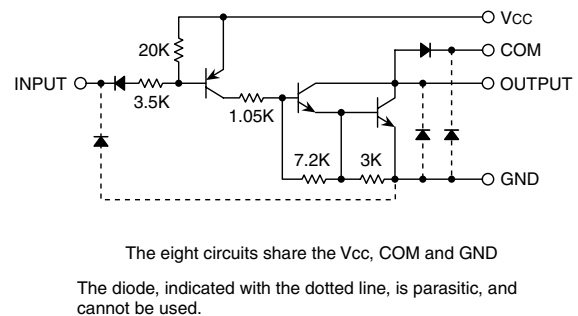 VCC
COM
20K
INPUT
OUTPUT
3.5K
1.05K
7.2K
3K
GND
The eight circuits share the Vcc, COM and GND
The diode, indicated with the dotted line, is parasitic, and
cannot be used.